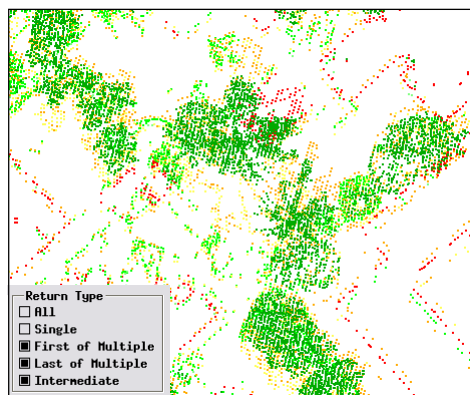 Return Type
All
Single
First of Multiple
Last of Multiple
Intermediate